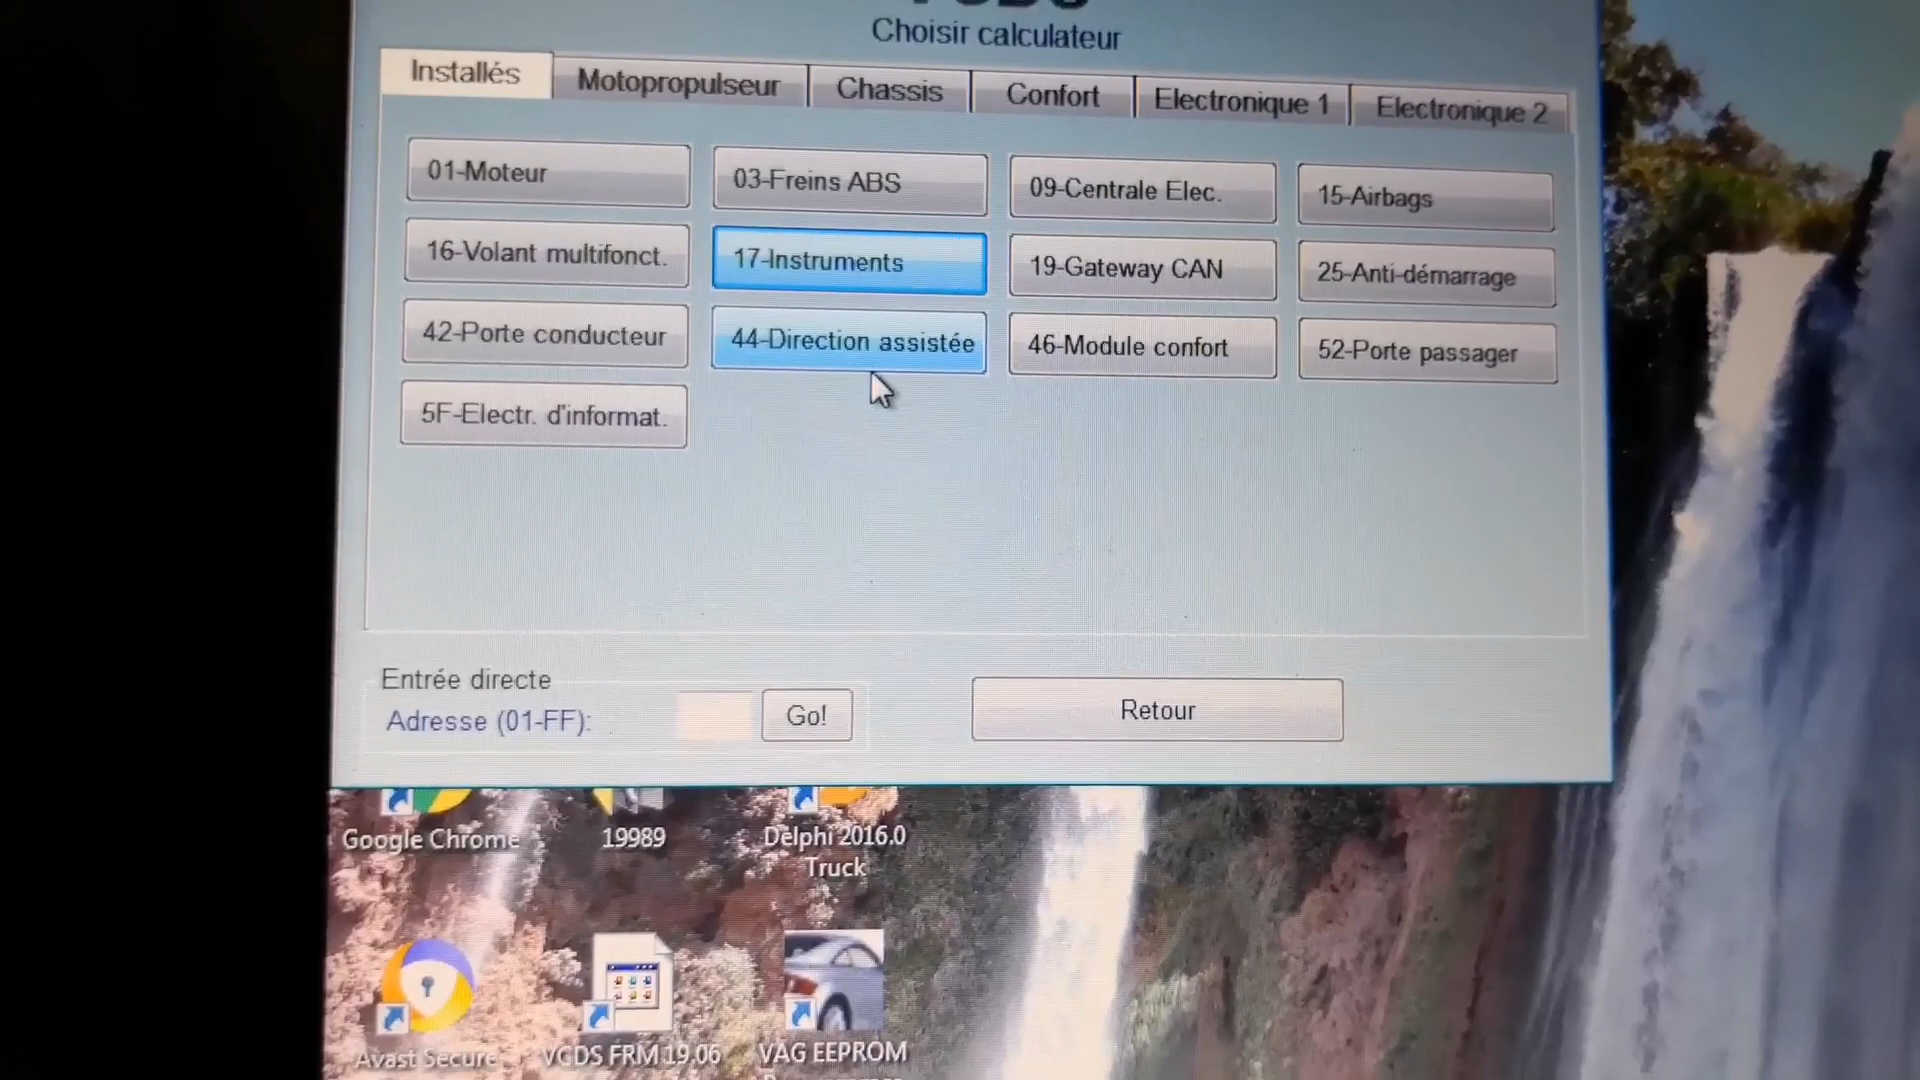 Choisir calculateur
Installés
Motopropulseur
Chassis
Confort
Electronique 1
Electronique 2
01-Moteur
03-Freins ABS
09-Centrale Elec.
15-Airbags
16-Volant multifonct.
17-Instruments
19-Gateway CAN
25-Anti-démarrage
42-Porte conducteur
44-Direction assistée
46-Module confort
52-Porte passager
5F-Electr. d'informat.
Entrée directe
Adresse (01-FF):
Go!
Retour
Google Chrome
19989
Delphi 2016.0
Truck
Avast Secure
VCDS FRM 19.06
VAG EEPROM